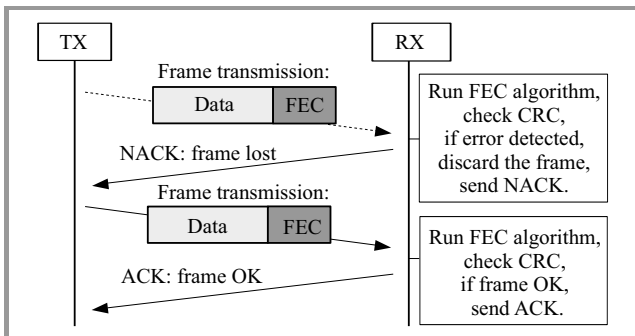 TX
RX
Frame transmission:
Data
FEC
Run FEC algorithm,
check CRC,
if error detected,
discard the frame,
send NACK.
NACK: frame lost
Frame transmission:
Data
FEC
Run FEC algorithm,
check CRC,
if frame OK,
send ACK.
ACK: frame OK